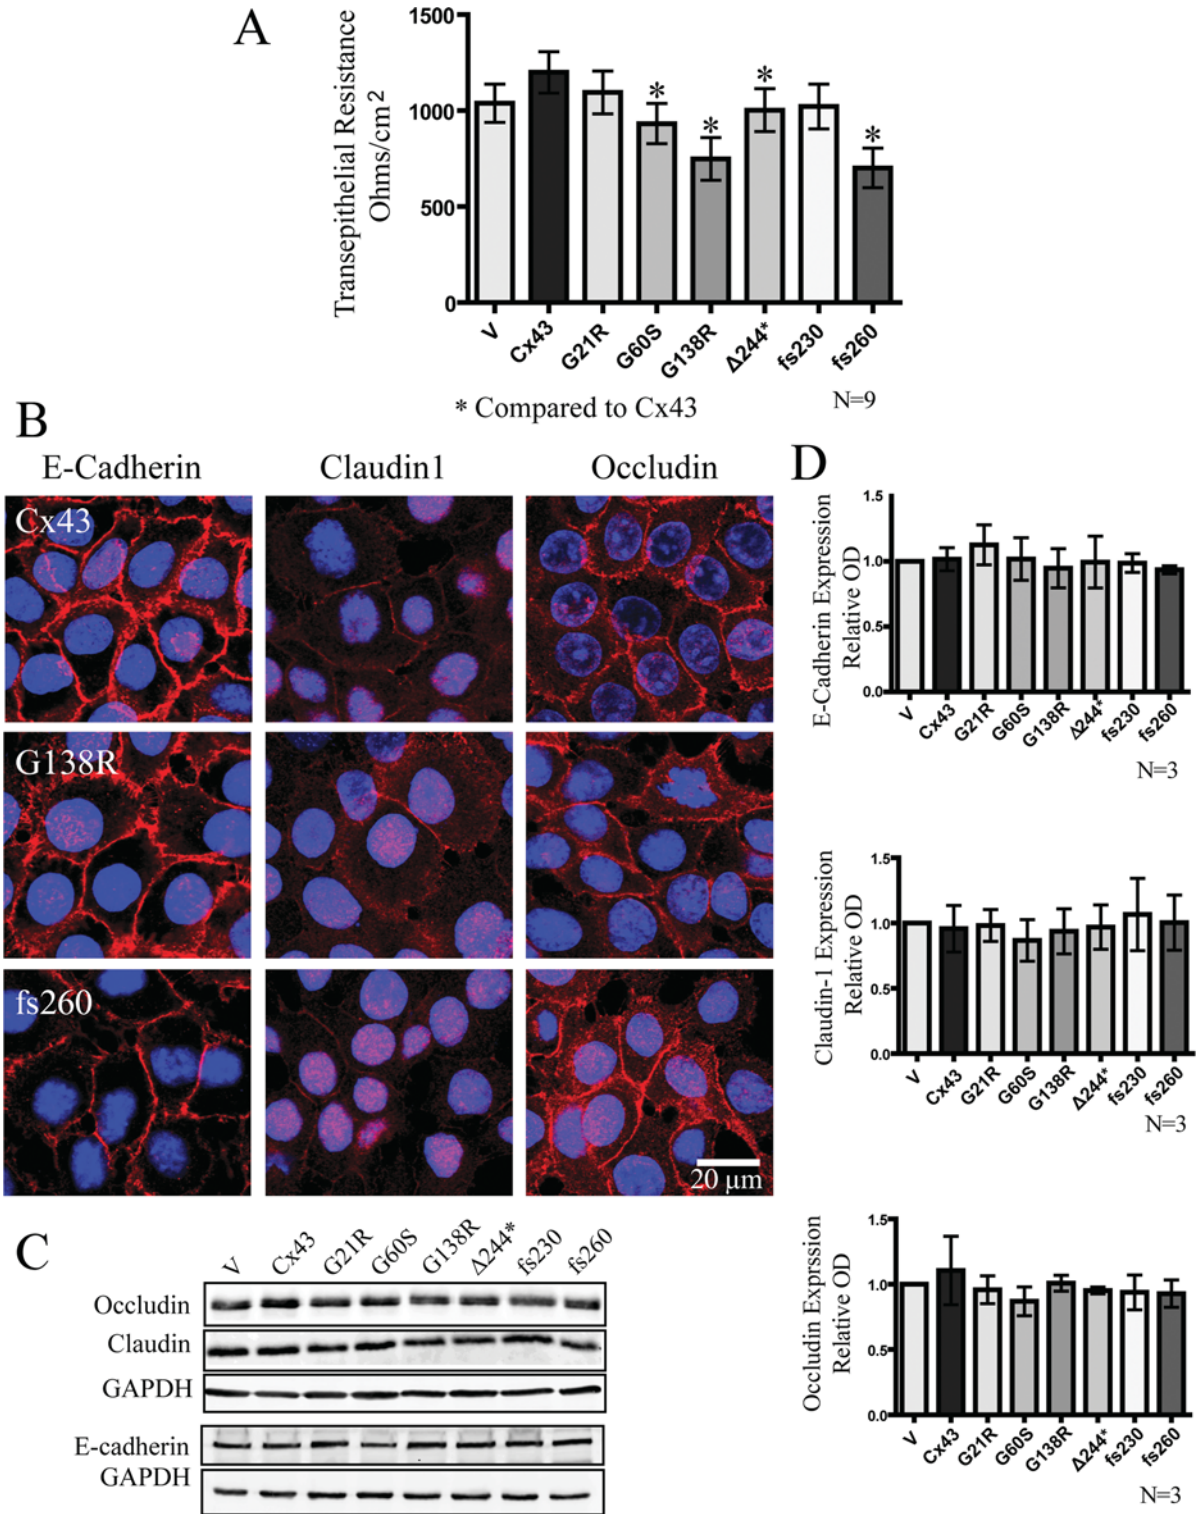 A
Transepithelial Resistance
Ohms/cm²
1500
1000
500
0
* * * *
V Cx43 G21R G60S G138R Δ244* fs230 fs260
* Compared to Cx43
N=9
B
E-Cadherin Claudin1 Occludin
Cx43
G138R
fs260
20 µm
C
V Cx43 G21R G60S G138R Δ244* fs230 fs260
Occludin
Claudin
GAPDH
E-cadherin
GAPDH
D
E-Cadherin Expression
Relative OD
1.5
1.0
0.5
0.0
V Cx43 G21R G60S G138R Δ244* fs230 fs260
N=3
Claudin- 1 Expression
Relative OD
1.5
1.0
0.5
0.0
V Cx43 G21R G60S G138R Δ244* fs230 fs260
N=3
Occludin Exprssion
Relative OD
1.5
1.0
0.5
0.0
V Cx43 G21R G60S G138R Δ244* fs230 fs260
N=3